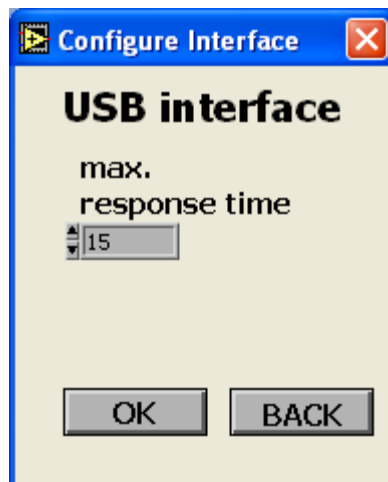 Configure Interface
USB interface
max.
response time
15
OK
BACK